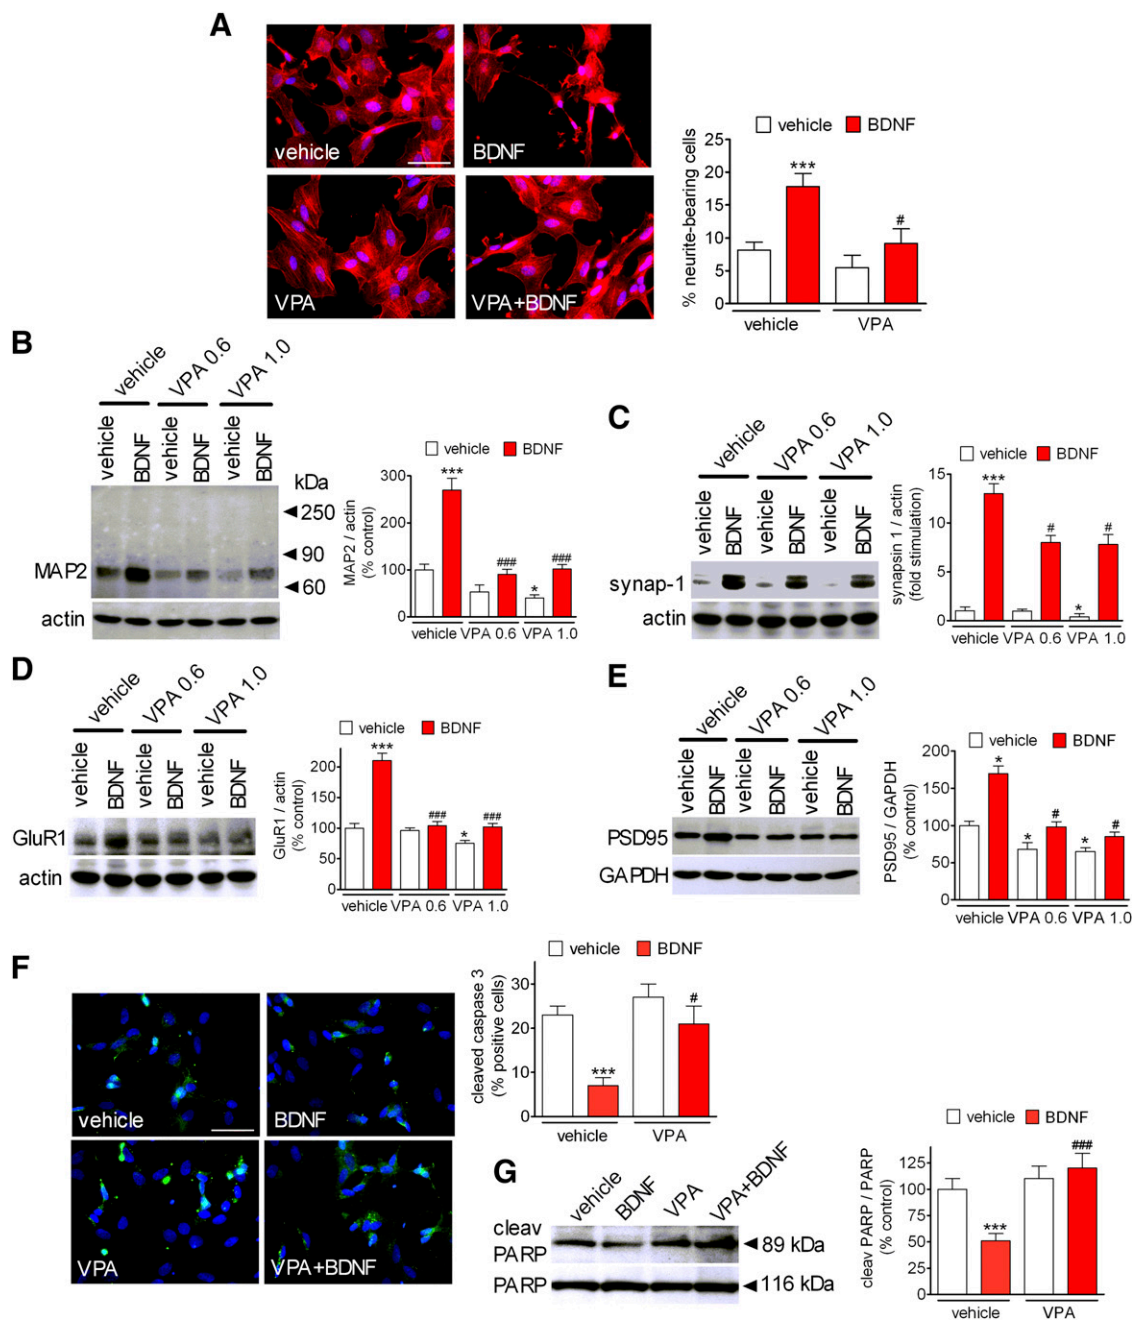 A
vehicle
BDNF
VPA
VPA+BDNF
vehicle BDNF
% neurite-bearing cells
25
20
15
10
5
0
***
#
vehicle VPA
B
vehicle VPA 0.6 VPA 1.0
vehicle BDNF vehicle BDNF vehicle BDNF
kDa
250
90
60
MAP2
actin
vehicle BDNF
MAP2 / actin
(% control)
300
200
100
0
***
###
*
###
vehicle VPA 0.6 VPA 1.0
C
vehicle VPA 0.6 VPA 1.0
vehicle BDNF vehicle BDNF vehicle BDNF
synap-1
actin
vehicle BDNF
synapsin 1 / actin
(fold stimulation)
15
10
5
0
***
#
*
#
vehicle VPA 0.6 VPA 1.0
D
vehicle VPA 0.6 VPA 1.0
vehicle BDNF vehicle BDNF vehicle BDNF
GluR1
actin
vehicle BDNF
GluR1 / actin
(% control)
200
150
100
50
0
***
###
*
###
vehicle VPA 0.6 VPA 1.0
E
vehicle VPA 0.6 VPA 1.0
vehicle BDNF vehicle BDNF vehicle BDNF
PSD95
GAPDH
vehicle BDNF
PSD95 / GAPDH
(% control)
200
150
100
50
0
*
*
#
*
#
vehicle VPA 0.6 VPA 1.0
F
vehicle
BDNF
VPA
VPA+BDNF
vehicle BDNF
cleaved caspase 3
(% positive cells)
30
20
10
0
***
#
vehicle VPA
G
vehicle BDNF VPA VPA+BDNF
cleav
PARP
89 kDa
PARP
116 kDa
vehicle BDNF
cleav PARP / PARP
(% control)
125
100
75
50
25
0
***
###
vehicle VPA